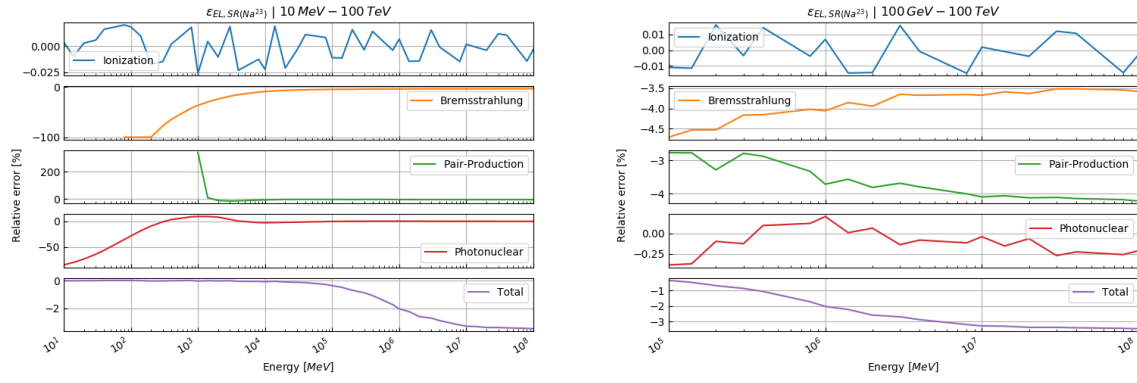 ε_{EL, SR(Na^{23})} | 10 MeV − 100 TeV
0.000
−0.025
Ionization
0
−100
Bremsstrahlung
200
0
Pair-Production
0
−50
Photonuclear
0
−2
Total
Relative error [%]
10^1 10^2 10^3 10^4 10^5 10^6 10^7 10^8
Energy [MeV]
ε_{EL, SR(Na^{23})} | 100 GeV − 100 TeV
0.01
0.00
−0.01
Ionization
−3.5
−4.5
Bremsstrahlung
−3
−4
Pair-Production
0.00
−0.25
Photonuclear
−1
−2
−3
Total
Relative error [%]
10^5 10^6 10^7 10^8
Energy [MeV]